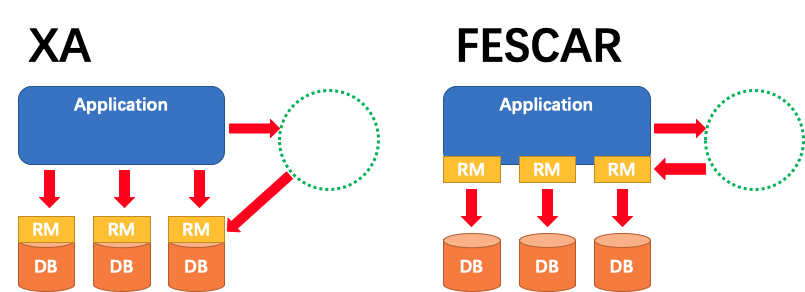 XA
FESCAR
Application
Application
RM RM RM
RM RM RM
DB DB DB
DB DB DB